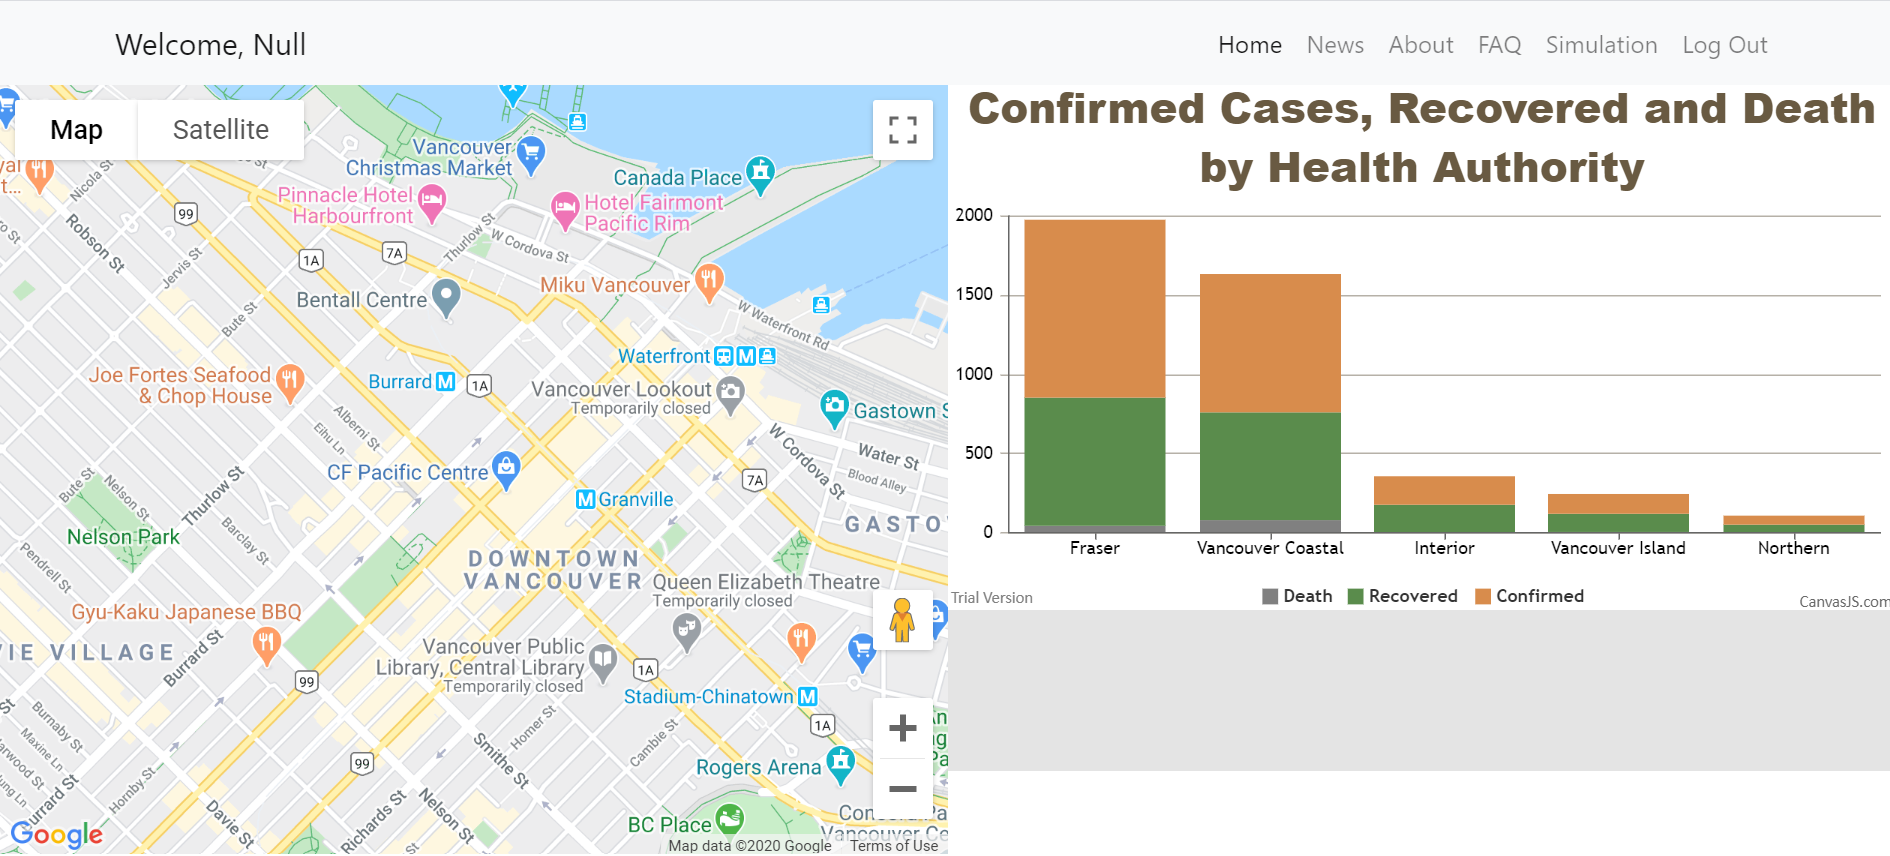 Welcome, Null
Home News About FAQ Simulation Log Out
Map Satellite
Vancouver
Christmas Market
Canada Place
Pinnacle Hotel
Harbourfront
Hotel Fairmont
Pacific Rim
Nicola St
99
Robson St
Thurlow St
W Cordova St
7A
1A
Jervis St
Bentall Centre
Miku Vancouver
W Waterfront Rd
Bute St
Waterfront M
Joe Fortes Seafood
& Chop House
Burrard M
1A
Vancouver Lookout
Temporarily closed
Gastown S
Alberni St
Eihu Ln
W Cordova St
Water St
Blood Alley
CF Pacific Centre
7A
Bute St
Nelson St
Thurlow St
M Granville
GASTO
Nelson Park
Barclay St
Pendrell St
DOWNTOWN
VANCOUVER
Queen Elizabeth Theatre
Temporarily closed
Gyu-Kaku Japanese BBQ
IE VILLAGE
Burrard St
Vancouver Public
Library, Central Library
Temporarily closed
1A
99
Stadium-Chinatown M
1A
Burnaby St
Maxine Ln
Homer St
Cambie St
Smithe St
99
Rogers Arena
Hornby St
Nelson St
Davie St
Richards St
BC Place
Google
Map data ©2020 Google Terms of Use
Confirmed Cases, Recovered and Death
by Health Authority
2000
1500
1000
500
0
Fraser Vancouver Coastal Interior Vancouver Island Northern
Death Recovered Confirmed
Trial Version
CanvasJS.com